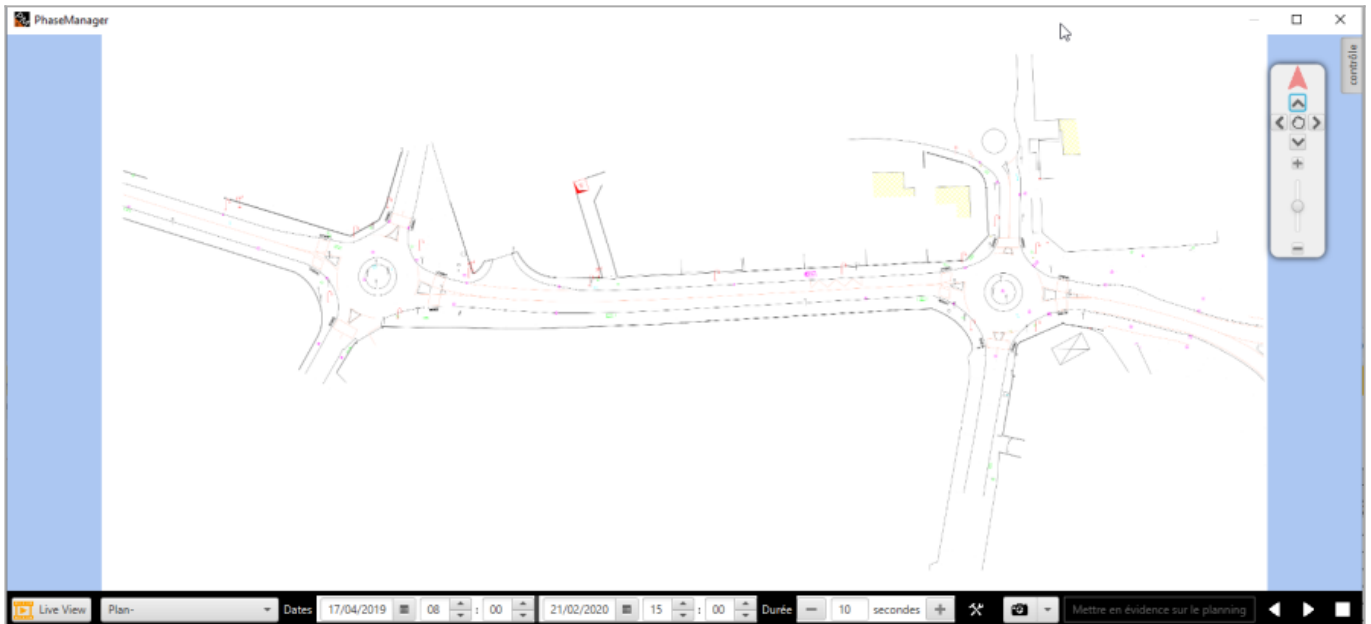 PhaseManager
contrôle
Live View Plan- Dates 17/04/2019 08 : 00 21/02/2020 15 : 00 Durée 10 secondes Mettre en évidence sur le planning